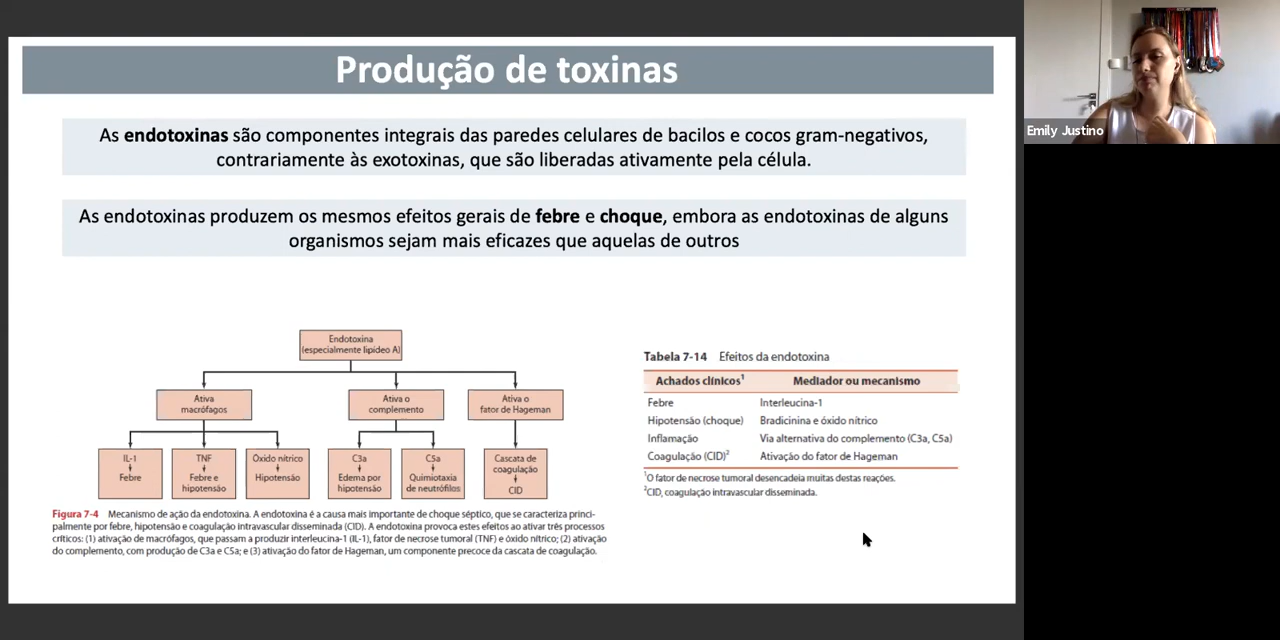 Produção de toxinas
As endotoxinas são componentes integrais das paredes celulares de bacilos e cocos gram-negativos,
contrariamente às exotoxinas, que são liberadas ativamente pela célula.
As endotoxinas produzem os mesmos efeitos gerais de febre e choque, embora as endotoxinas de alguns
organismos sejam mais eficazes que aquelas de outros
Endotoxina
(especialmente lipídeo A)
Ativa
macrófagos
Ativa o
complemento
Ativa o
fator de Hageman
IL-1
Febre
TNF
Febre e
hipotensão
Óxido nítrico
Hipotensão
C3a
Edema por
hipotensão
C5a
Quimiotaxia
de neutrófilos
Cascata de
coagulação
CID
Figura 7-4 Mecanismo de ação da endotoxina. A endotoxina é a causa mais importante de choque séptico, que se caracteriza princi-
palmente por febre, hipotensão e coagulação intravascular disseminada (CID). A endotoxina provoca estes efeitos ao ativar três processos
críticos: (1) ativação de macrófagos, que passam a produzir interleucina-1 (IL-1), fator de necrose tumoral (TNF) e óxido nítrico; (2) ativação
do complemento, com produção de C3a e C5a; e (3) ativação do fator de Hageman, um componente precoce da cascata de coagulação.
Tabela 7-14 Efeitos da endotoxina
Achados clínicos¹ Mediador ou mecanismo
Febre Interleucina-1
Hipotensão (choque) Bradicinina e óxido nítrico
Inflamação Via alternativa do complemento (C3a, C5a)
Coagulação (CID)² Ativação do fator de Hageman
¹O fator de necrose tumoral desencadeia muitas destas reações.
²CID, coagulação intravascular disseminada.
Emily Justino